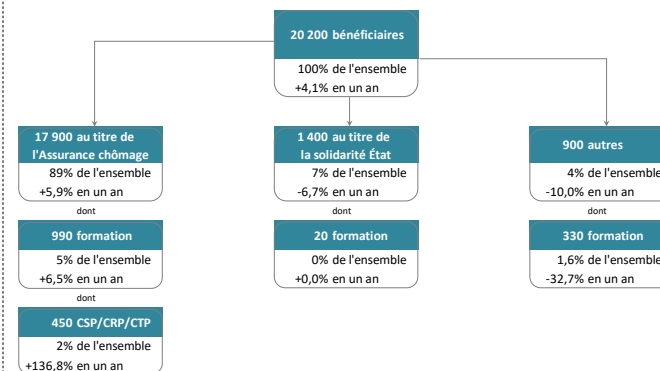 20 200 bénéficiaires
100% de l'ensemble
+4,1% en un an
17 900 au titre de
l'Assurance chômage
89% de l'ensemble
+5,9% en un an
dont
990 formation
5% de l'ensemble
+6,5% en un an
dont
450 CSP/CRP/CTP
2% de l'ensemble
+136,8% en un an
1 400 au titre de
la solidarité État
7% de l'ensemble
-6,7% en un an
dont
20 formation
0% de l'ensemble
+0,0% en un an
900 autres
4% de l'ensemble
-10,0% en un an
dont
330 formation
1,6% de l'ensemble
-32,7% en un an